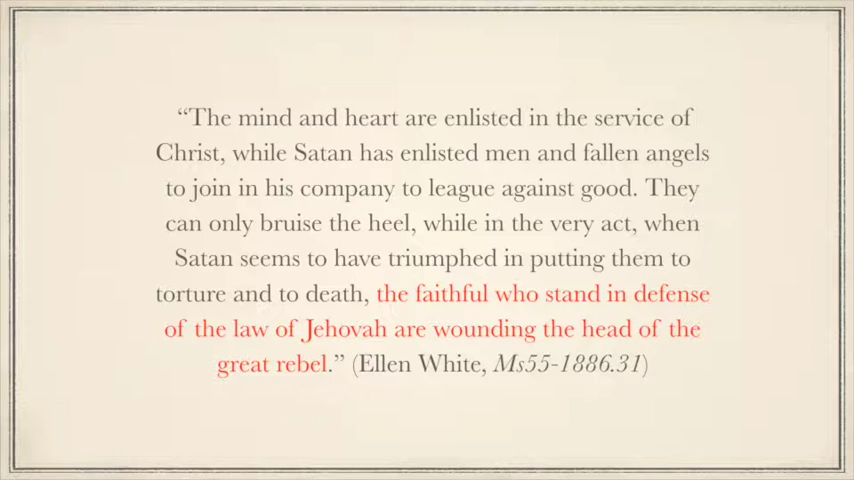 “The mind and heart are enlisted in the service of
Christ, while Satan has enlisted men and fallen angels
to join in his company to league against good. They
can only bruise the heel, while in the very act, when
Satan seems to have triumphed in putting them to
torture and to death, the faithful who stand in defense
of the law of Jehovah are wounding the head of the
great rebel.” (Ellen White, Ms55-1886.31)